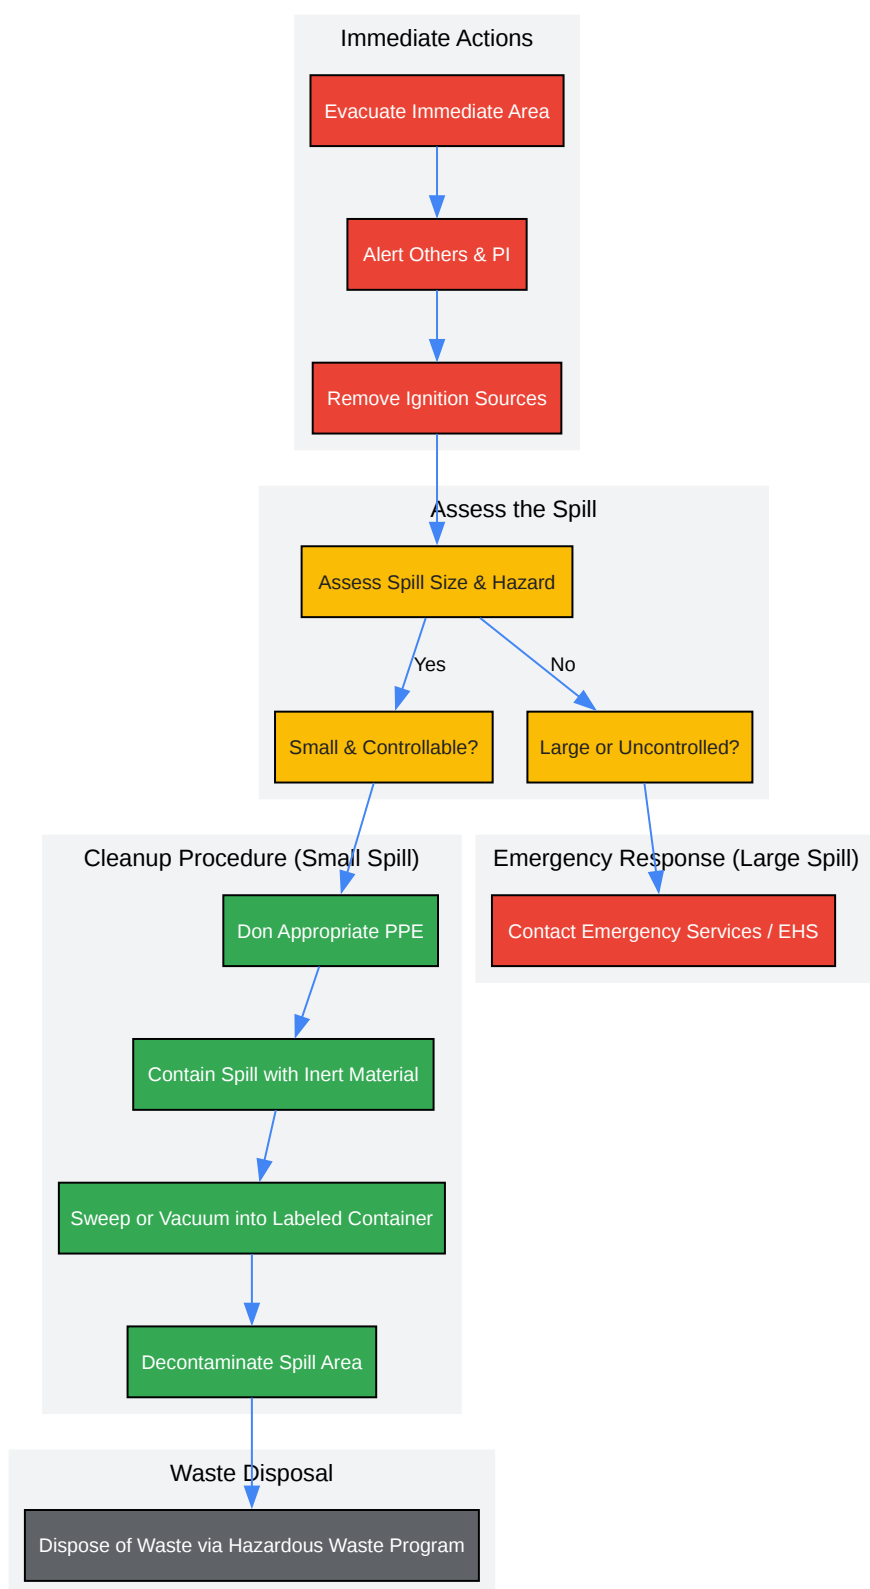 Immediate Actions
Evacuate Immediate Area
Alert Others & PI
Remove Ignition Sources
Assess the Spill
Assess Spill Size & Hazard
Yes
No
Small & Controllable?
Large or Uncontrolled?
Cleanup Procedure (Small Spill)
Emergency Response (Large Spill)
Don Appropriate PPE
Contact Emergency Services / EHS
Contain Spill with Inert Material
Sweep or Vacuum into Labeled Container
Decontaminate Spill Area
Waste Disposal
Dispose of Waste via Hazardous Waste Program